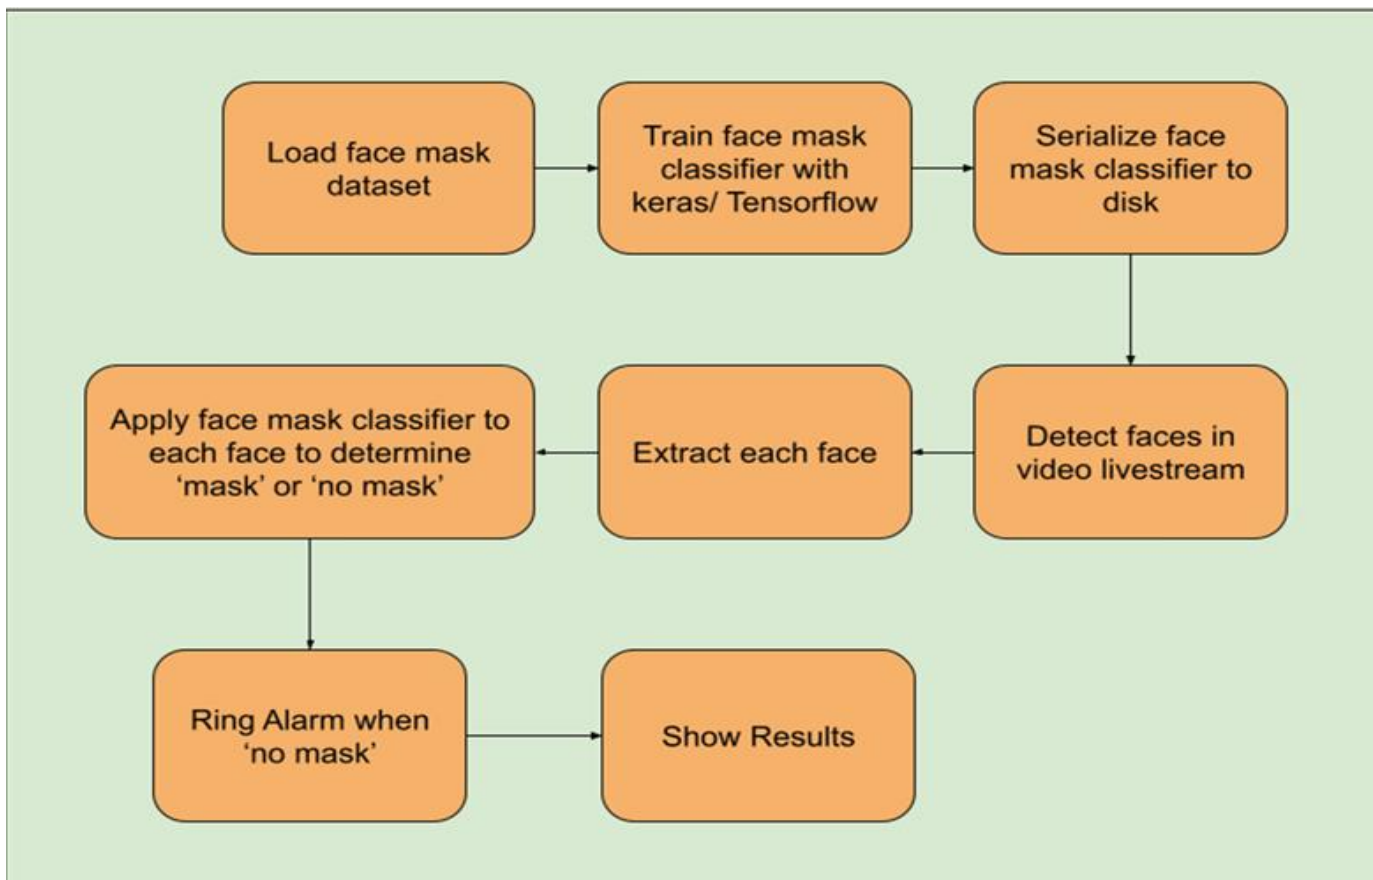 Load face mask
dataset
Train face mask
classifier with
keras/ Tensorflow
Serialize face
mask classifier to
disk
Detect faces in
video livestream
Extract each face
Apply face mask classifier to
each face to determine
‘mask’ or ‘no mask’
Ring Alarm when
‘no mask’
Show Results